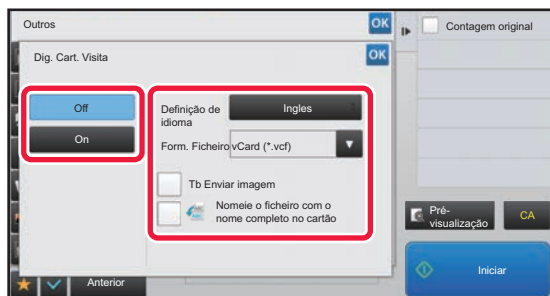 Outros
OK
Contagem original
Dig. Cart. Visita
OK
Off
On
Definição de
idioma
Ingles
Form. Ficheiro
vCard (*.vcf)
Tb Enviar imagem
Nomeie o ficheiro com o
nome completo no cartão
Pré-
visualização
CA
Anterior
Iniciar